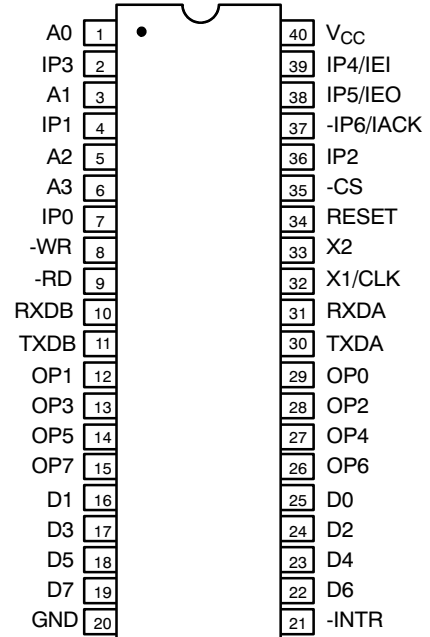 A0 1 40 VCC
IP3 2 39 IP4/IEI
A1 3 38 IP5/IEO
IP1 4 37 -IP6/IACK
A2 5 36 IP2
A3 6 35 -CS
IP0 7 34 RESET
-WR 8 33 X2
-RD 9 32 X1/CLK
RXDB 10 31 RXDA
TXDB 11 30 TXDA
OP1 12 29 OP0
OP3 13 28 OP2
OP5 14 27 OP4
OP7 15 26 OP6
D1 16 25 D0
D3 17 24 D2
D5 18 23 D4
D7 19 22 D6
GND 20 21 -INTR